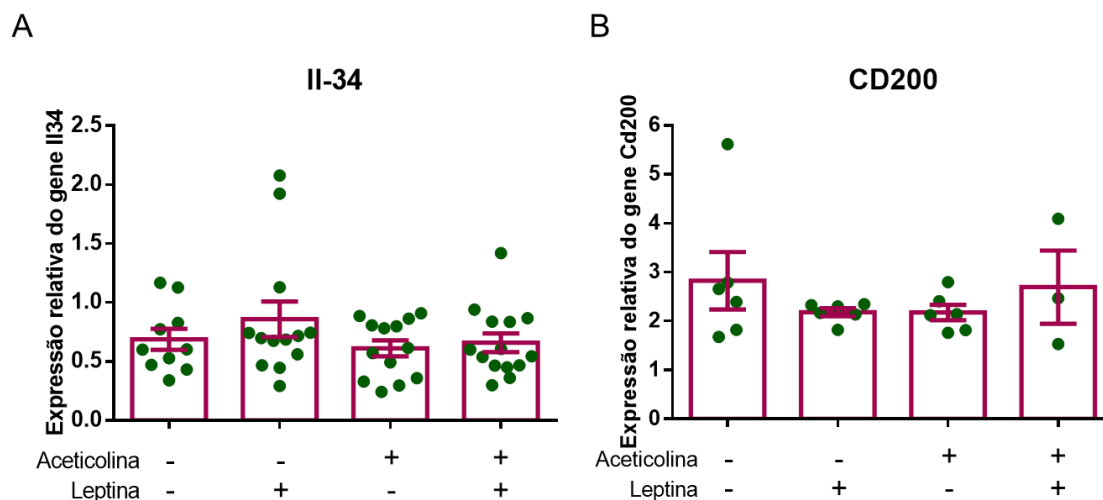 A
Il-34
Expressão relativa do gene Il34
2.5
2.0
1.5
1.0
0.5
0.0
Aceticolina - - + +
Leptina - + - +
B
CD200
Expressão relativa do gene Cd200
6
5
4
3
2
1
0
Aceticolina - - + +
Leptina - + - +